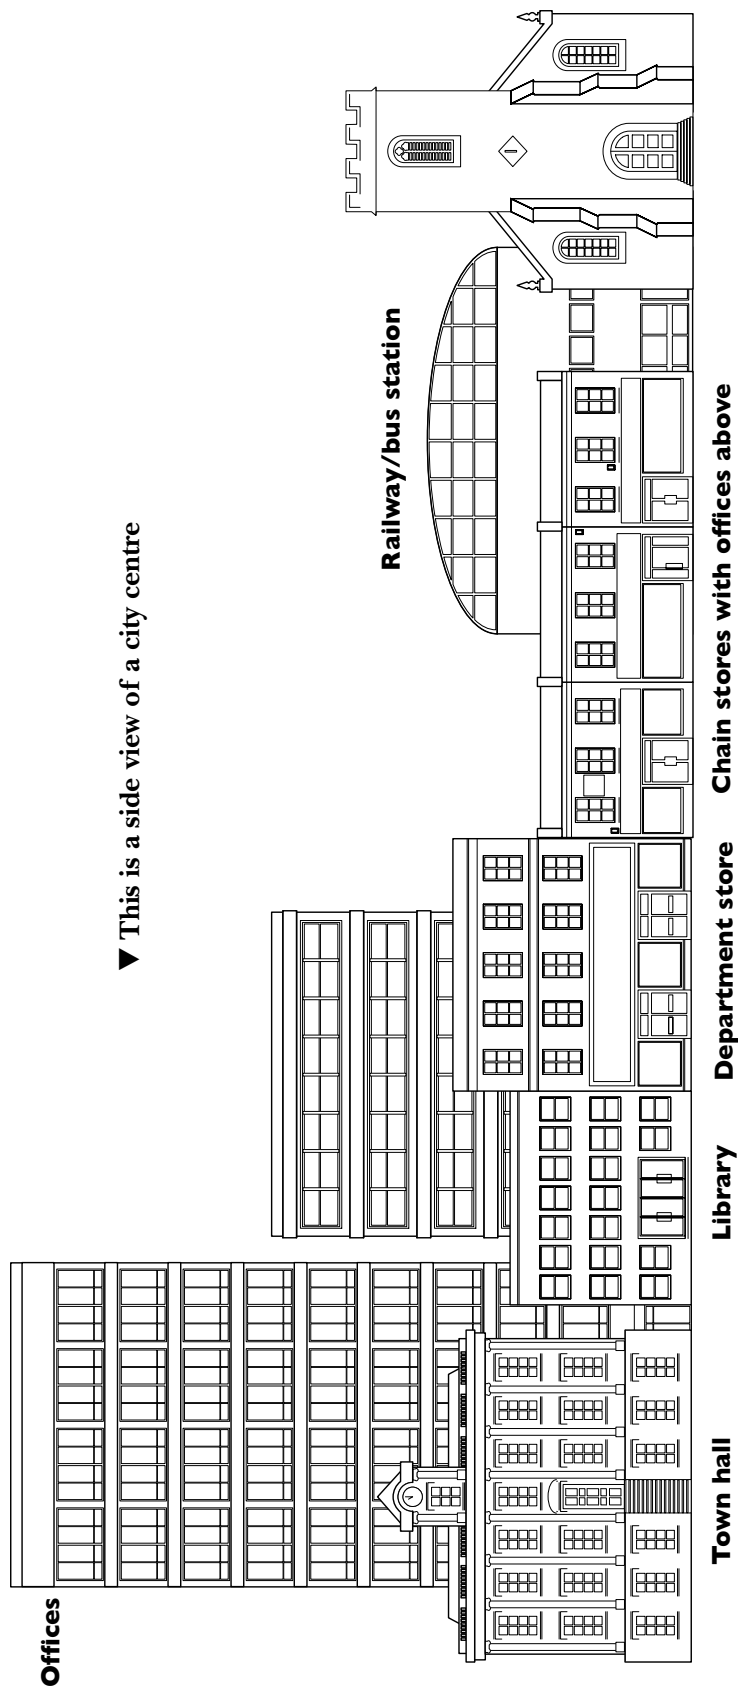 ▼ This is a side view of a city centre
Offices
Railway/bus station
Town hall
Library
Department store
Chain stores with offices above